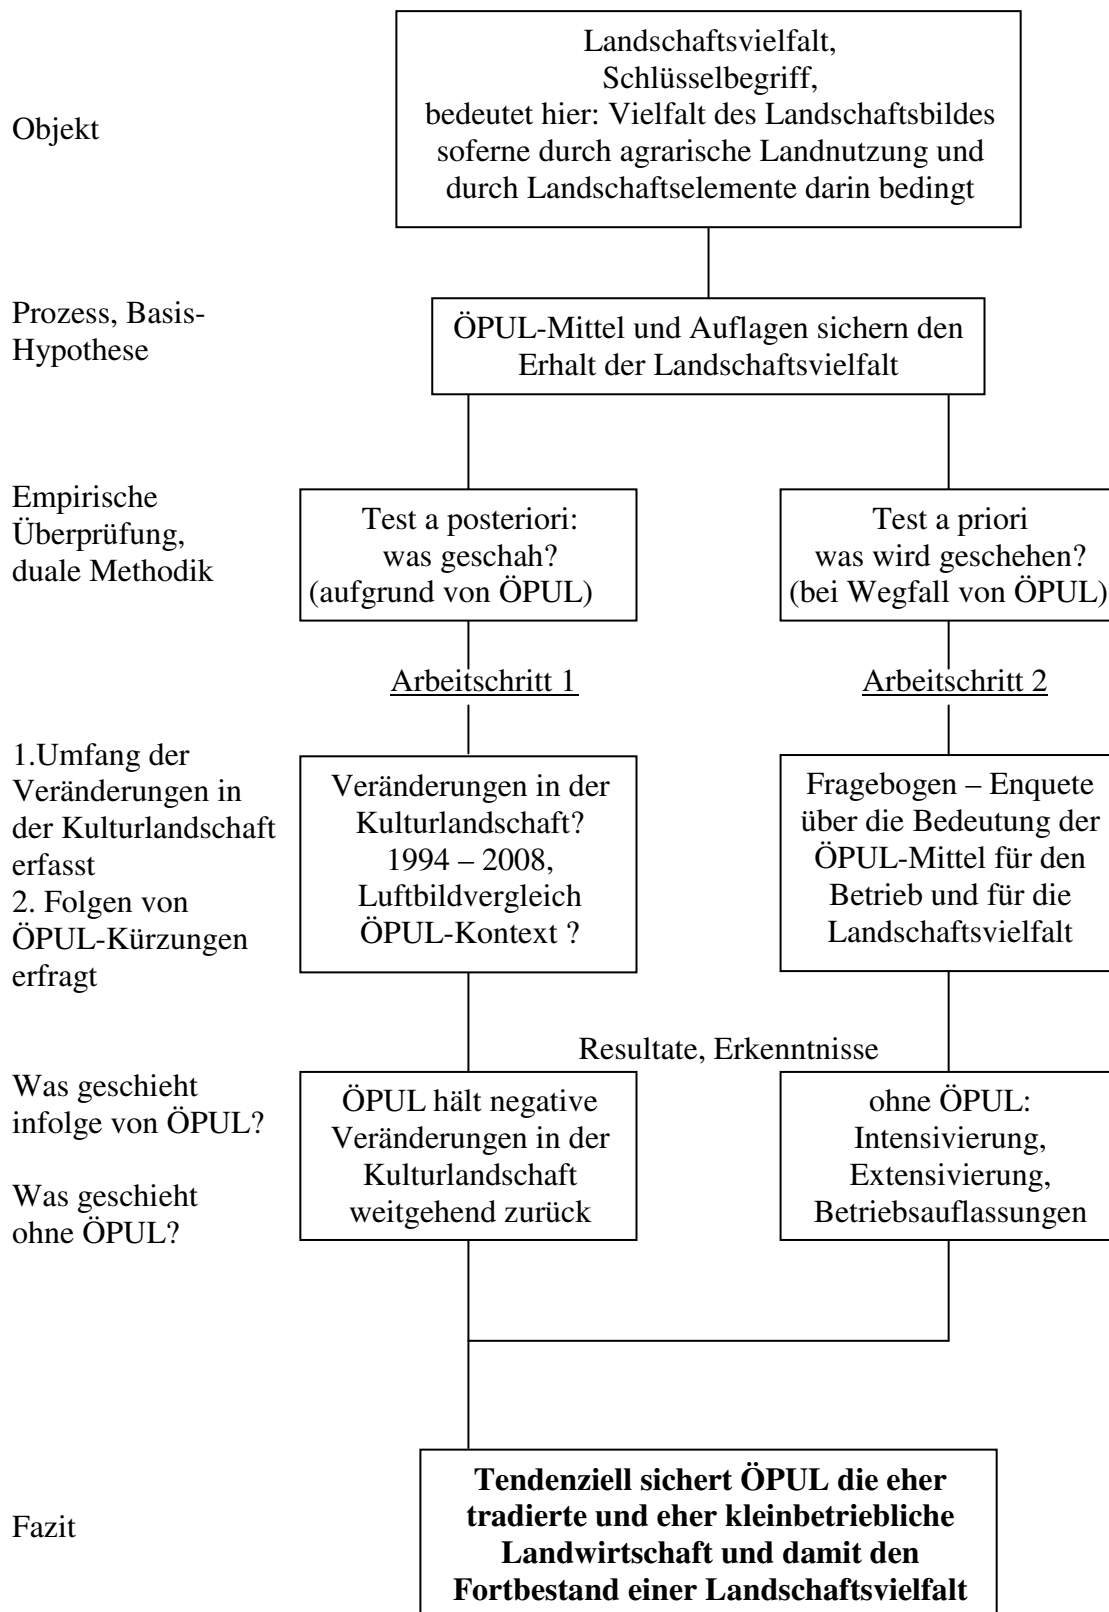 Objekt
Landschaftsvielfalt,
Schlüsselbegriff,
bedeutet hier: Vielfalt des Landschaftsbildes
soferne durch agrarische Landnutzung und
durch Landschaftselemente darin bedingt
Prozess, Basis-
Hypothese
ÖPUL-Mittel und Auflagen sichern den
Erhalt der Landschaftsvielfalt
Empirische
Überprüfung,
duale Methodik
Test a posteriori:
was geschah?
(aufgrund von ÖPUL)
Test a priori
was wird geschehen?
(bei Wegfall von ÖPUL)
Arbeitschritt 1
Arbeitschritt 2
1.Umfang der
Veränderungen in
der Kulturlandschaft
erfasst
2. Folgen von
ÖPUL-Kürzungen
erfragt
Veränderungen in der
Kulturlandschaft?
1994 – 2008,
Luftbildvergleich
ÖPUL-Kontext ?
Fragebogen – Enquete
über die Bedeutung der
ÖPUL-Mittel für den
Betrieb und für die
Landschaftsvielfalt
Resultate, Erkenntnisse
Was geschieht
infolge von ÖPUL?
Was geschieht
ohne ÖPUL?
ÖPUL hält negative
Veränderungen in der
Kulturlandschaft
weitgehend zurück
ohne ÖPUL:
Intensivierung,
Extensivierung,
Betriebsauflassungen
Fazit
Tendenziell sichert ÖPUL die eher
tradierte und eher kleinbetriebliche
Landwirtschaft und damit den
Fortbestand einer Landschaftsvielfalt